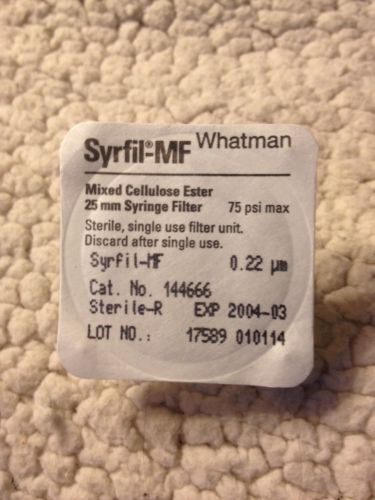 Syrfil®-MF Whatman
Mixed Cellulose Ester
25 mm Syringe Filter 75 psi max
Sterile, single use filter unit.
Discard after single use.
Syrfil-MF 0.22 µm
Cat. No. 144666
Sterile-R EXP 2004-03
LOT NO.: 17589 010114